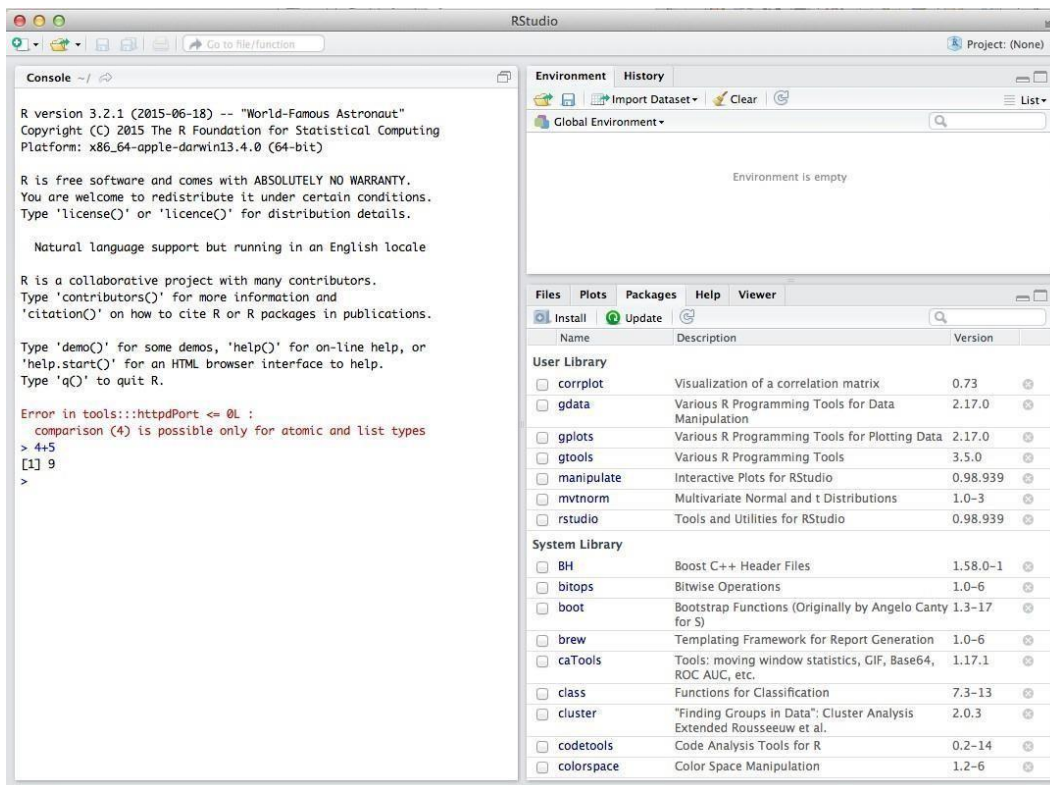 RStudio
Go to file/function
Project: (None)
Console ~/
R version 3.2.1 (2015-06-18) -- "World-Famous Astronaut"
Copyright (C) 2015 The R Foundation for Statistical Computing
Platform: x86_64-apple-darwin13.4.0 (64-bit)
R is free software and comes with ABSOLUTELY NO WARRANTY.
You are welcome to redistribute it under certain conditions.
Type 'license()' or 'licence()' for distribution details.
Natural language support but running in an English locale
R is a collaborative project with many contributors.
Type 'contributors()' for more information and
'citation()' on how to cite R or R packages in publications.
Type 'demo()' for some demos, 'help()' for on-line help, or
'help.start()' for an HTML browser interface to help.
Type 'q()' to quit R.
Error in tools:::httpdPort <= 0L :
comparison (4) is possible only for atomic and list types
> 4+5
[1] 9
>
Environment History
Import Dataset Clear List
Global Environment
Environment is empty
Files Plots Packages Help Viewer
Install Update
Name Description Version
User Library
corrplot Visualization of a correlation matrix 0.73
gdata Various R Programming Tools for Data 2.17.0
Manipulation
gplots Various R Programming Tools for Plotting Data 2.17.0
gtools Various R Programming Tools 3.5.0
manipulate Interactive Plots for RStudio 0.98.939
mvtnorm Multivariate Normal and t Distributions 1.0-3
rstudio Tools and Utilities for RStudio 0.98.939
System Library
BH Boost C++ Header Files 1.58.0-1
bitops Bitwise Operations 1.0-6
boot Bootstrap Functions (Originally by Angelo Canty 1.3-17
for S)
brew Templating Framework for Report Generation 1.0-6
caTools Tools: moving window statistics, GIF, Base64, 1.17.1
ROC AUC, etc.
class Functions for Classification 7.3-13
cluster "Finding Groups in Data": Cluster Analysis 2.0.3
Extended Rousseeuw et al.
codetools Code Analysis Tools for R 0.2-14
colorspace Color Space Manipulation 1.2-6